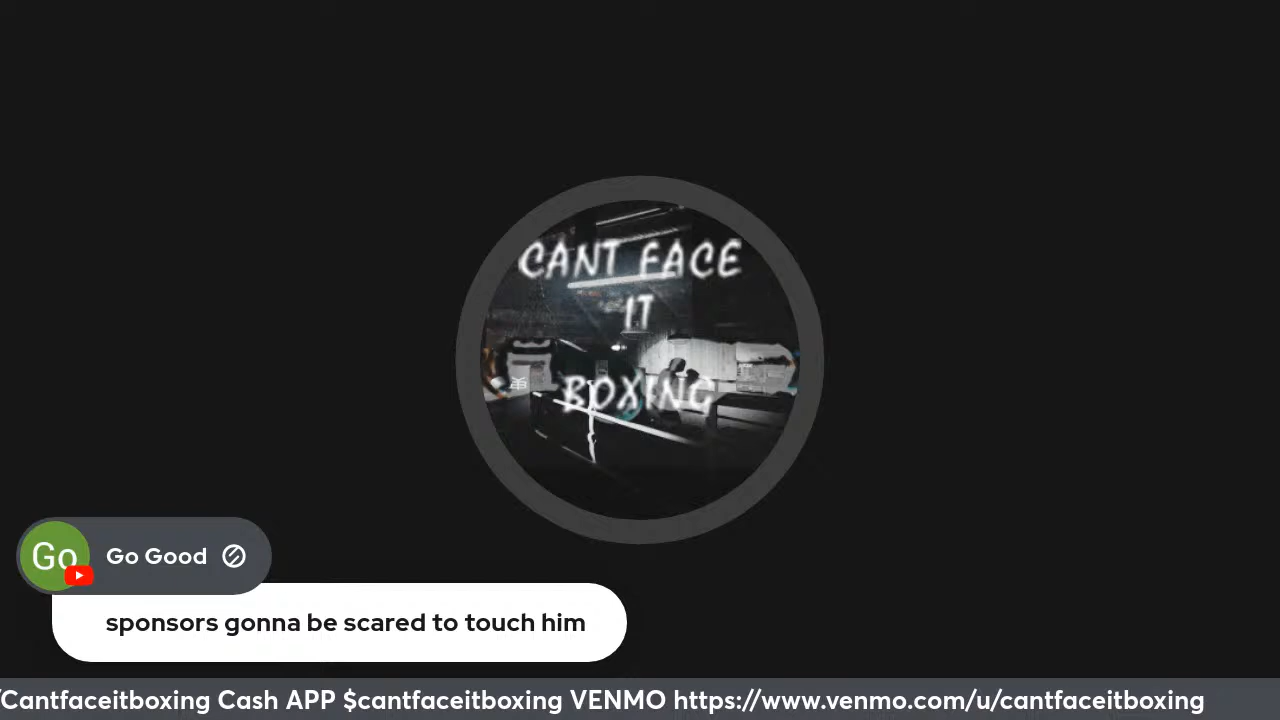 CANT FACE
IT
BOXING
Go
Go Good
sponsors gonna be scared to touch him
/Cantfaceitboxing Cash APP $cantfaceitboxing VENMO https://www.venmo.com/u/cantfaceitboxing